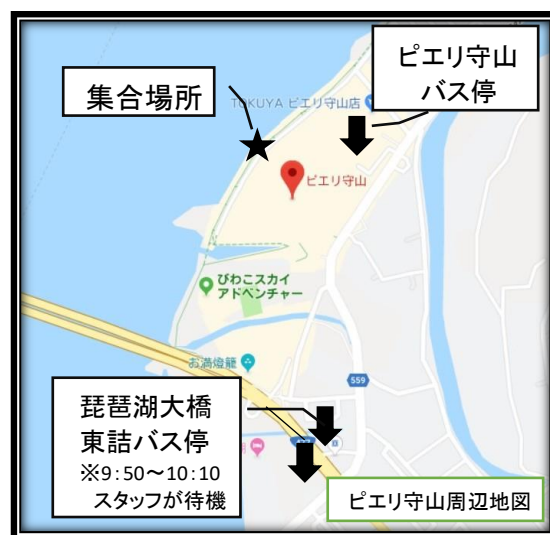 ピエリ守山
バス停
集合場所
TOKUYA ピエリ守山店
ピエリ守山
びわこスカイ
アドベンチャー
お満燈籠
559
琵琶湖大橋
東詰バス停
※9:50～10:10
スタッフが待機
ピエリ守山周辺地図